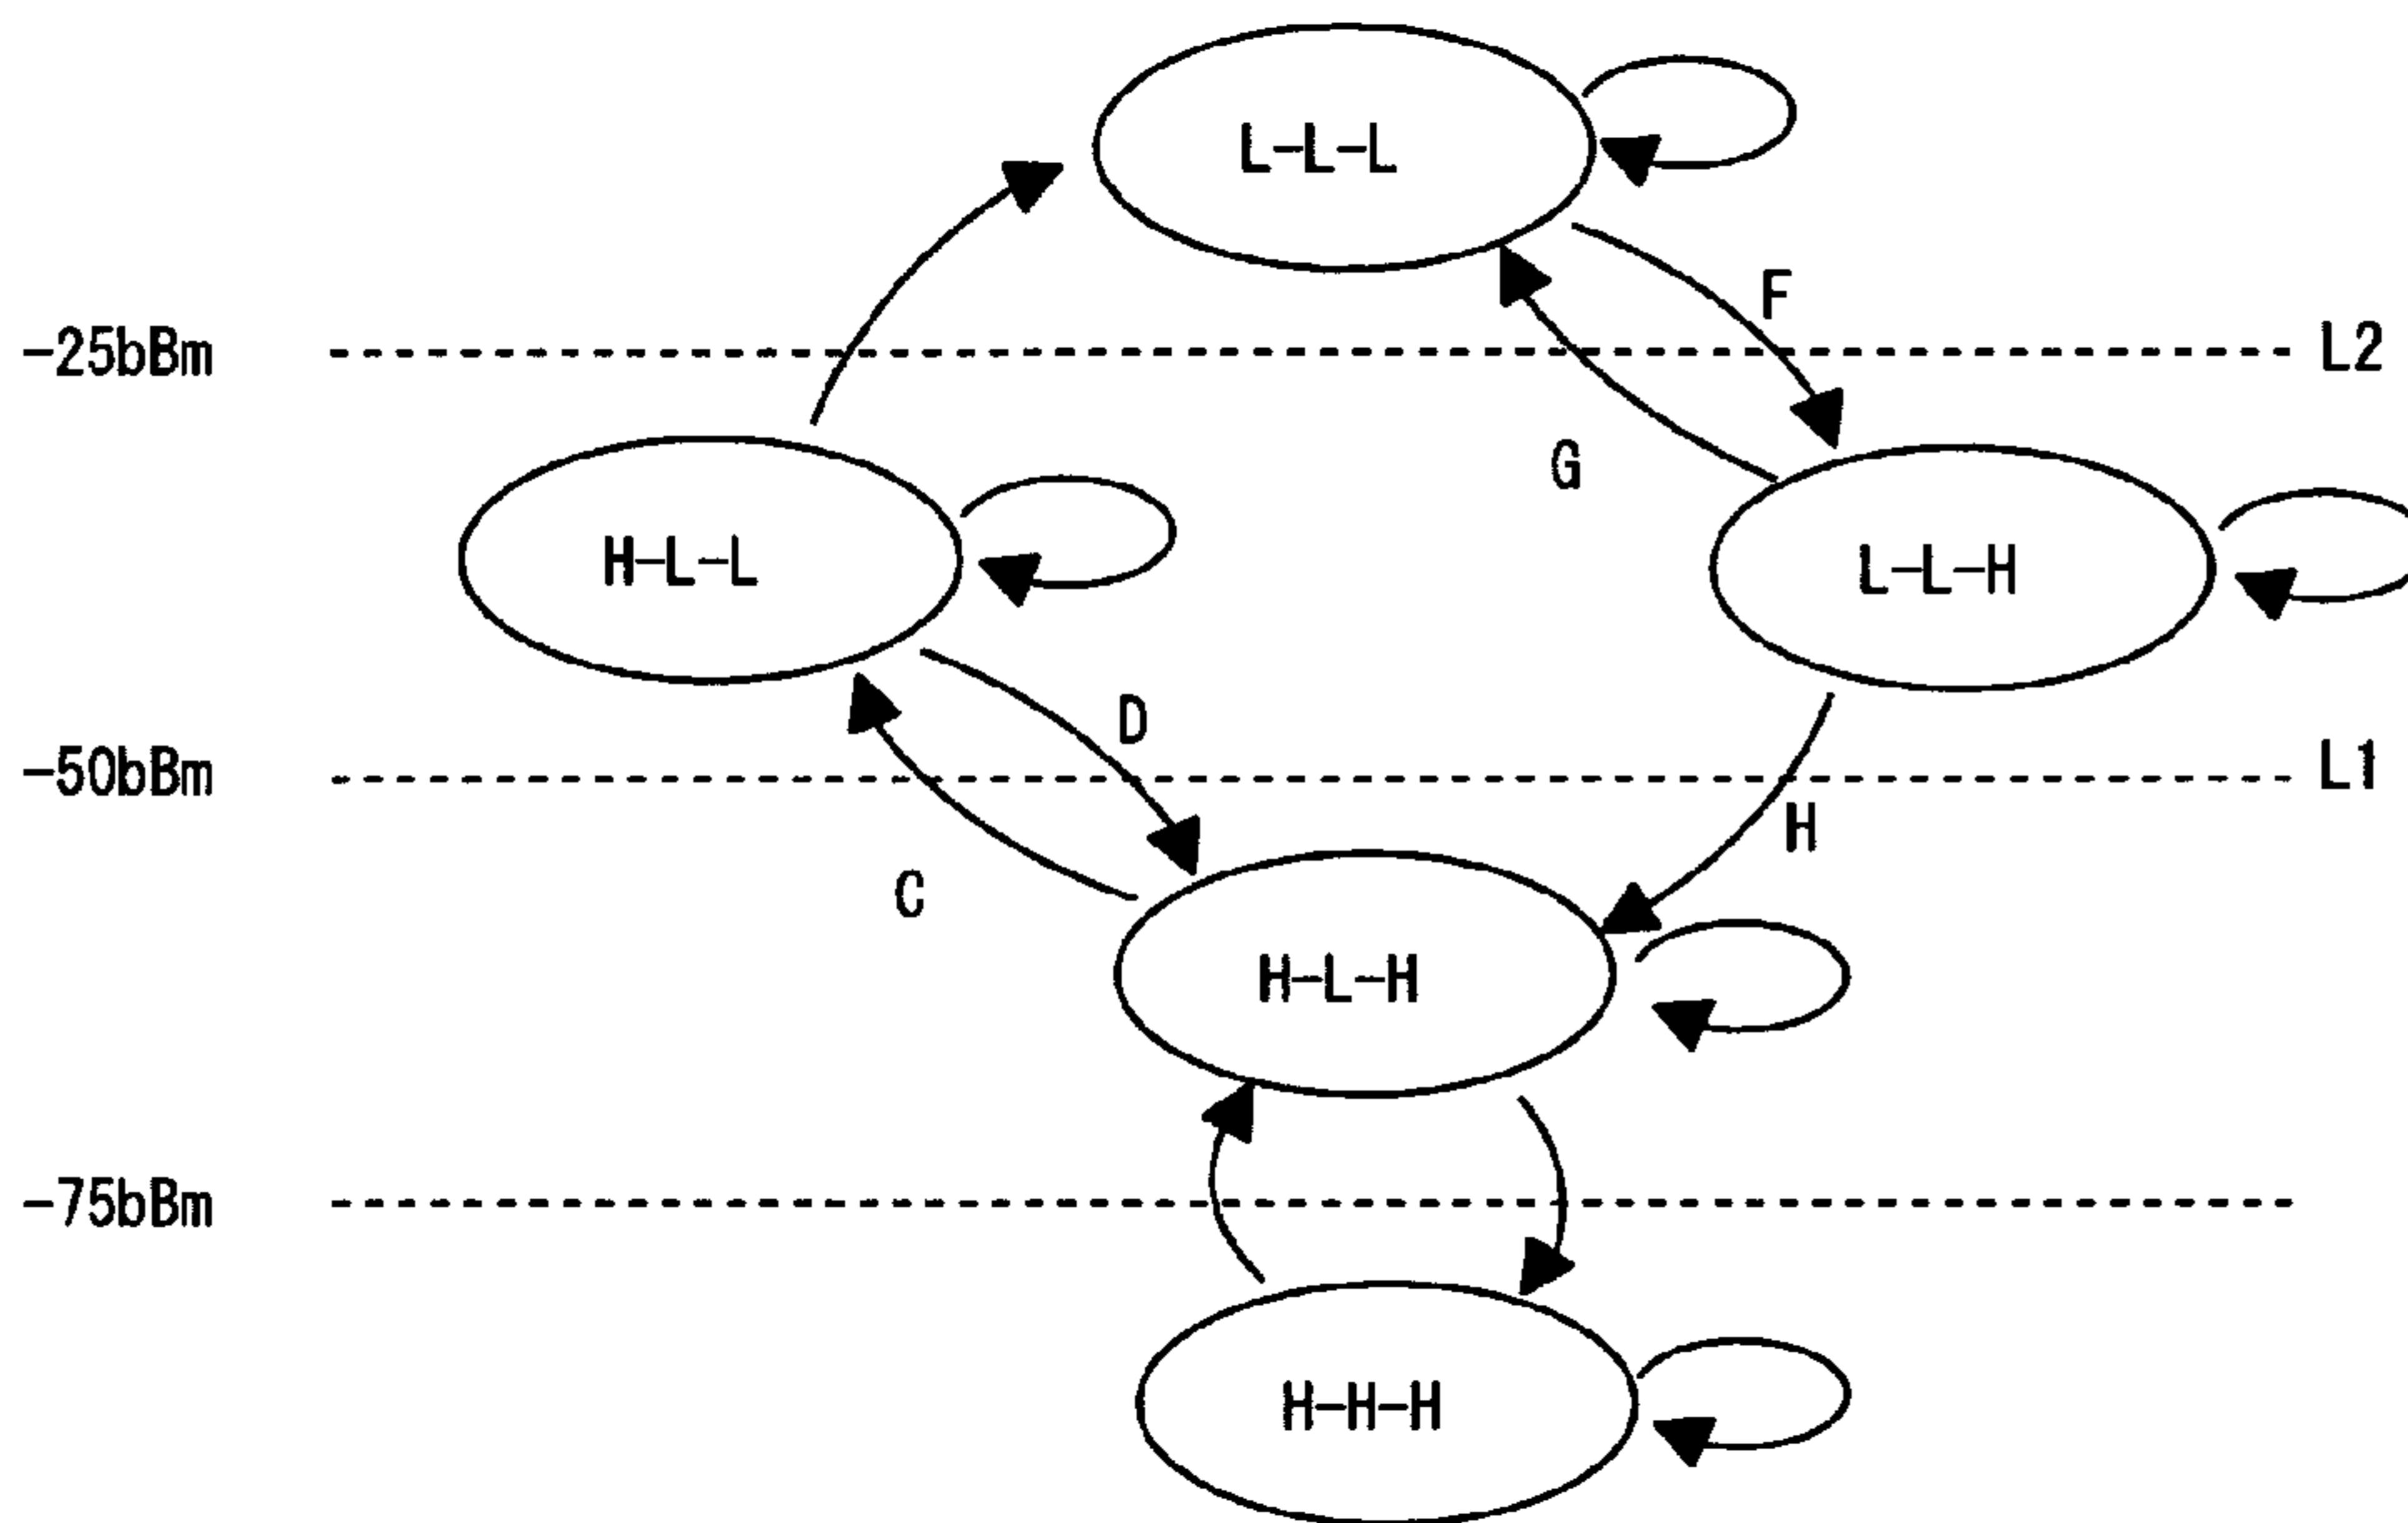 L-L-L
F
-25bBm
L2
G
H-L-L
L-L-H
D
-50bBm
L1
H
C
H-L-H
-75bBm
H-H-H